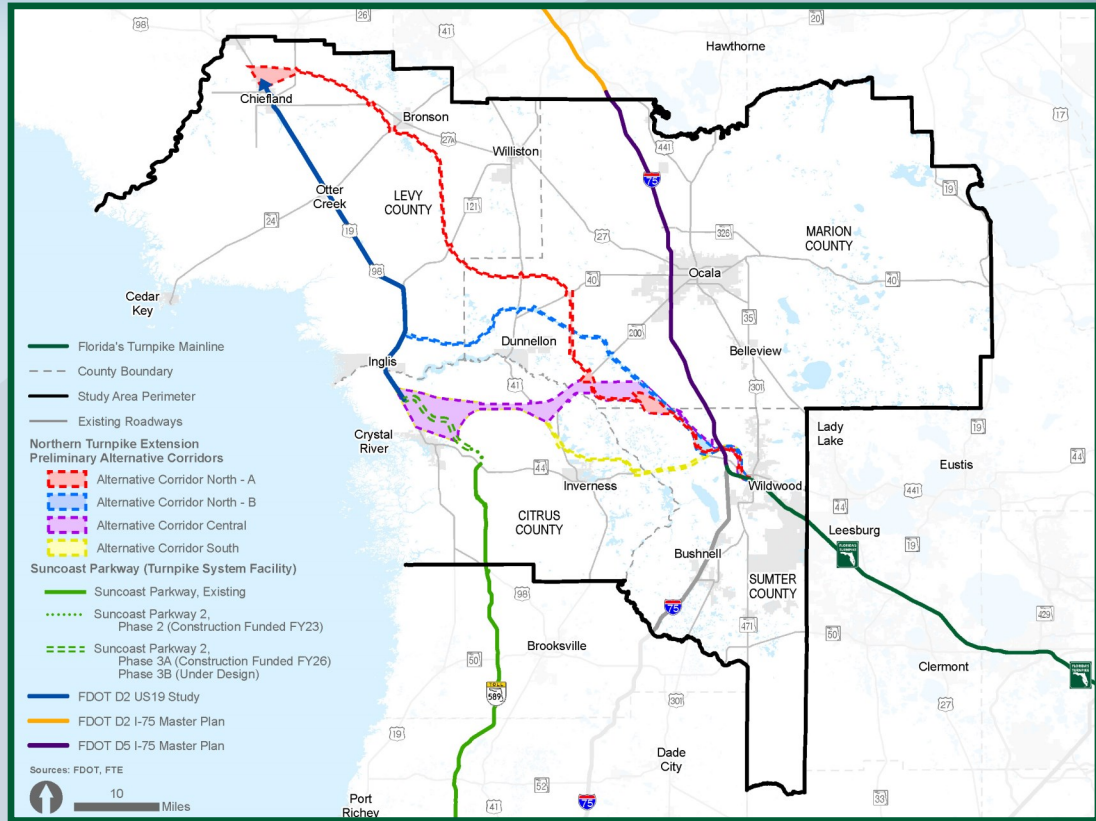 98
26
41
20
Hawthorne
17
Chiefland
Bronson
27A
Williston
441
75
19
Otter
Creek
LEVY
COUNTY
121
24
19
27
326
MARION
COUNTY
98
40
Ocala
40
Cedar
Key
200
35
Dunnellon
Belleview
Inglis
41
301
Crystal
River
Lady
Lake
19
44
44
Inverness
Wildwood
Eustis
441
44
CITRUS
COUNTY
Leesburg
19
Bushnell
SUMTER
COUNTY
75
98
471
50
429
Brooksville
50
Clermont
589
301
27
19
Dade
City
52
75
33
Port
Richey
41
Florida's Turpike Mainline
County Boundary
Study Area Perimeter
Existing Roadways
Northern Turnpike Extension
Preliminary Alternative Corridors
Alternative Corridor North - A
Alternative Corridor North - B
Alternative Corridor Central
Alternative Corridor South
Suncoast Parkway (Turnpike System Facility)
Suncoast Parkway, Existing
Suncoast Parkway 2,
Phase 2 (Construction Funded FY23)
Suncoast Parkway 2,
Phase 3A (Construction Funded FY26)
Phase 3B (Under Design)
FDOT D2 US19 Study
FDOT D2 I-75 Master Plan
FDOT D5 I-75 Master Plan
Sources: FDOT, FTE
10
Miles